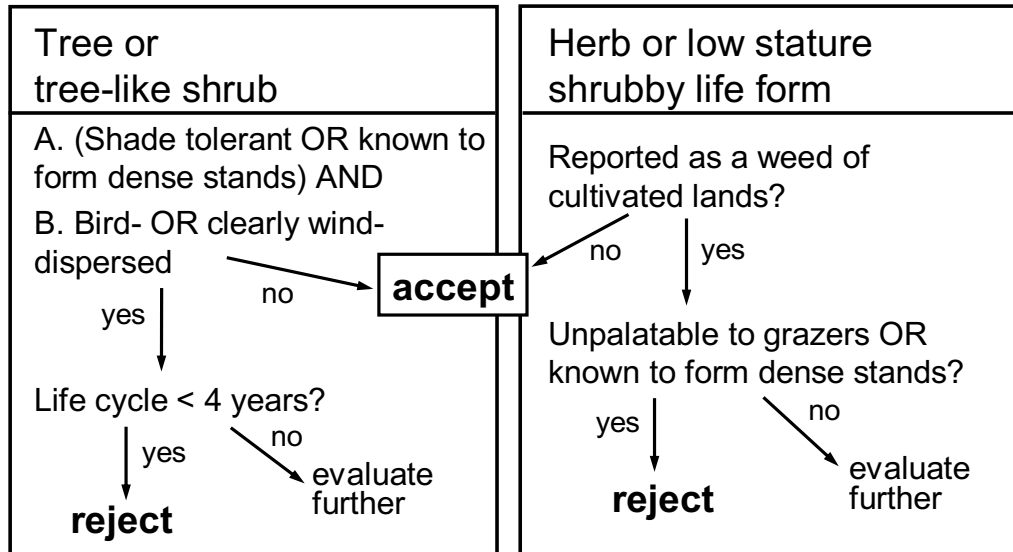 Tree or
tree-like shrub
A. (Shade tolerant OR known to
form dense stands) AND
B. Bird- OR clearly wind-
dispersed
no
yes
accept
Life cycle < 4 years?
yes
no
reject
evaluate
further
Herb or low stature
shrubby life form
Reported as a weed of
cultivated lands?
no
yes
Unpalatable to grazers OR
known to form dense stands?
yes
no
reject
evaluate
further